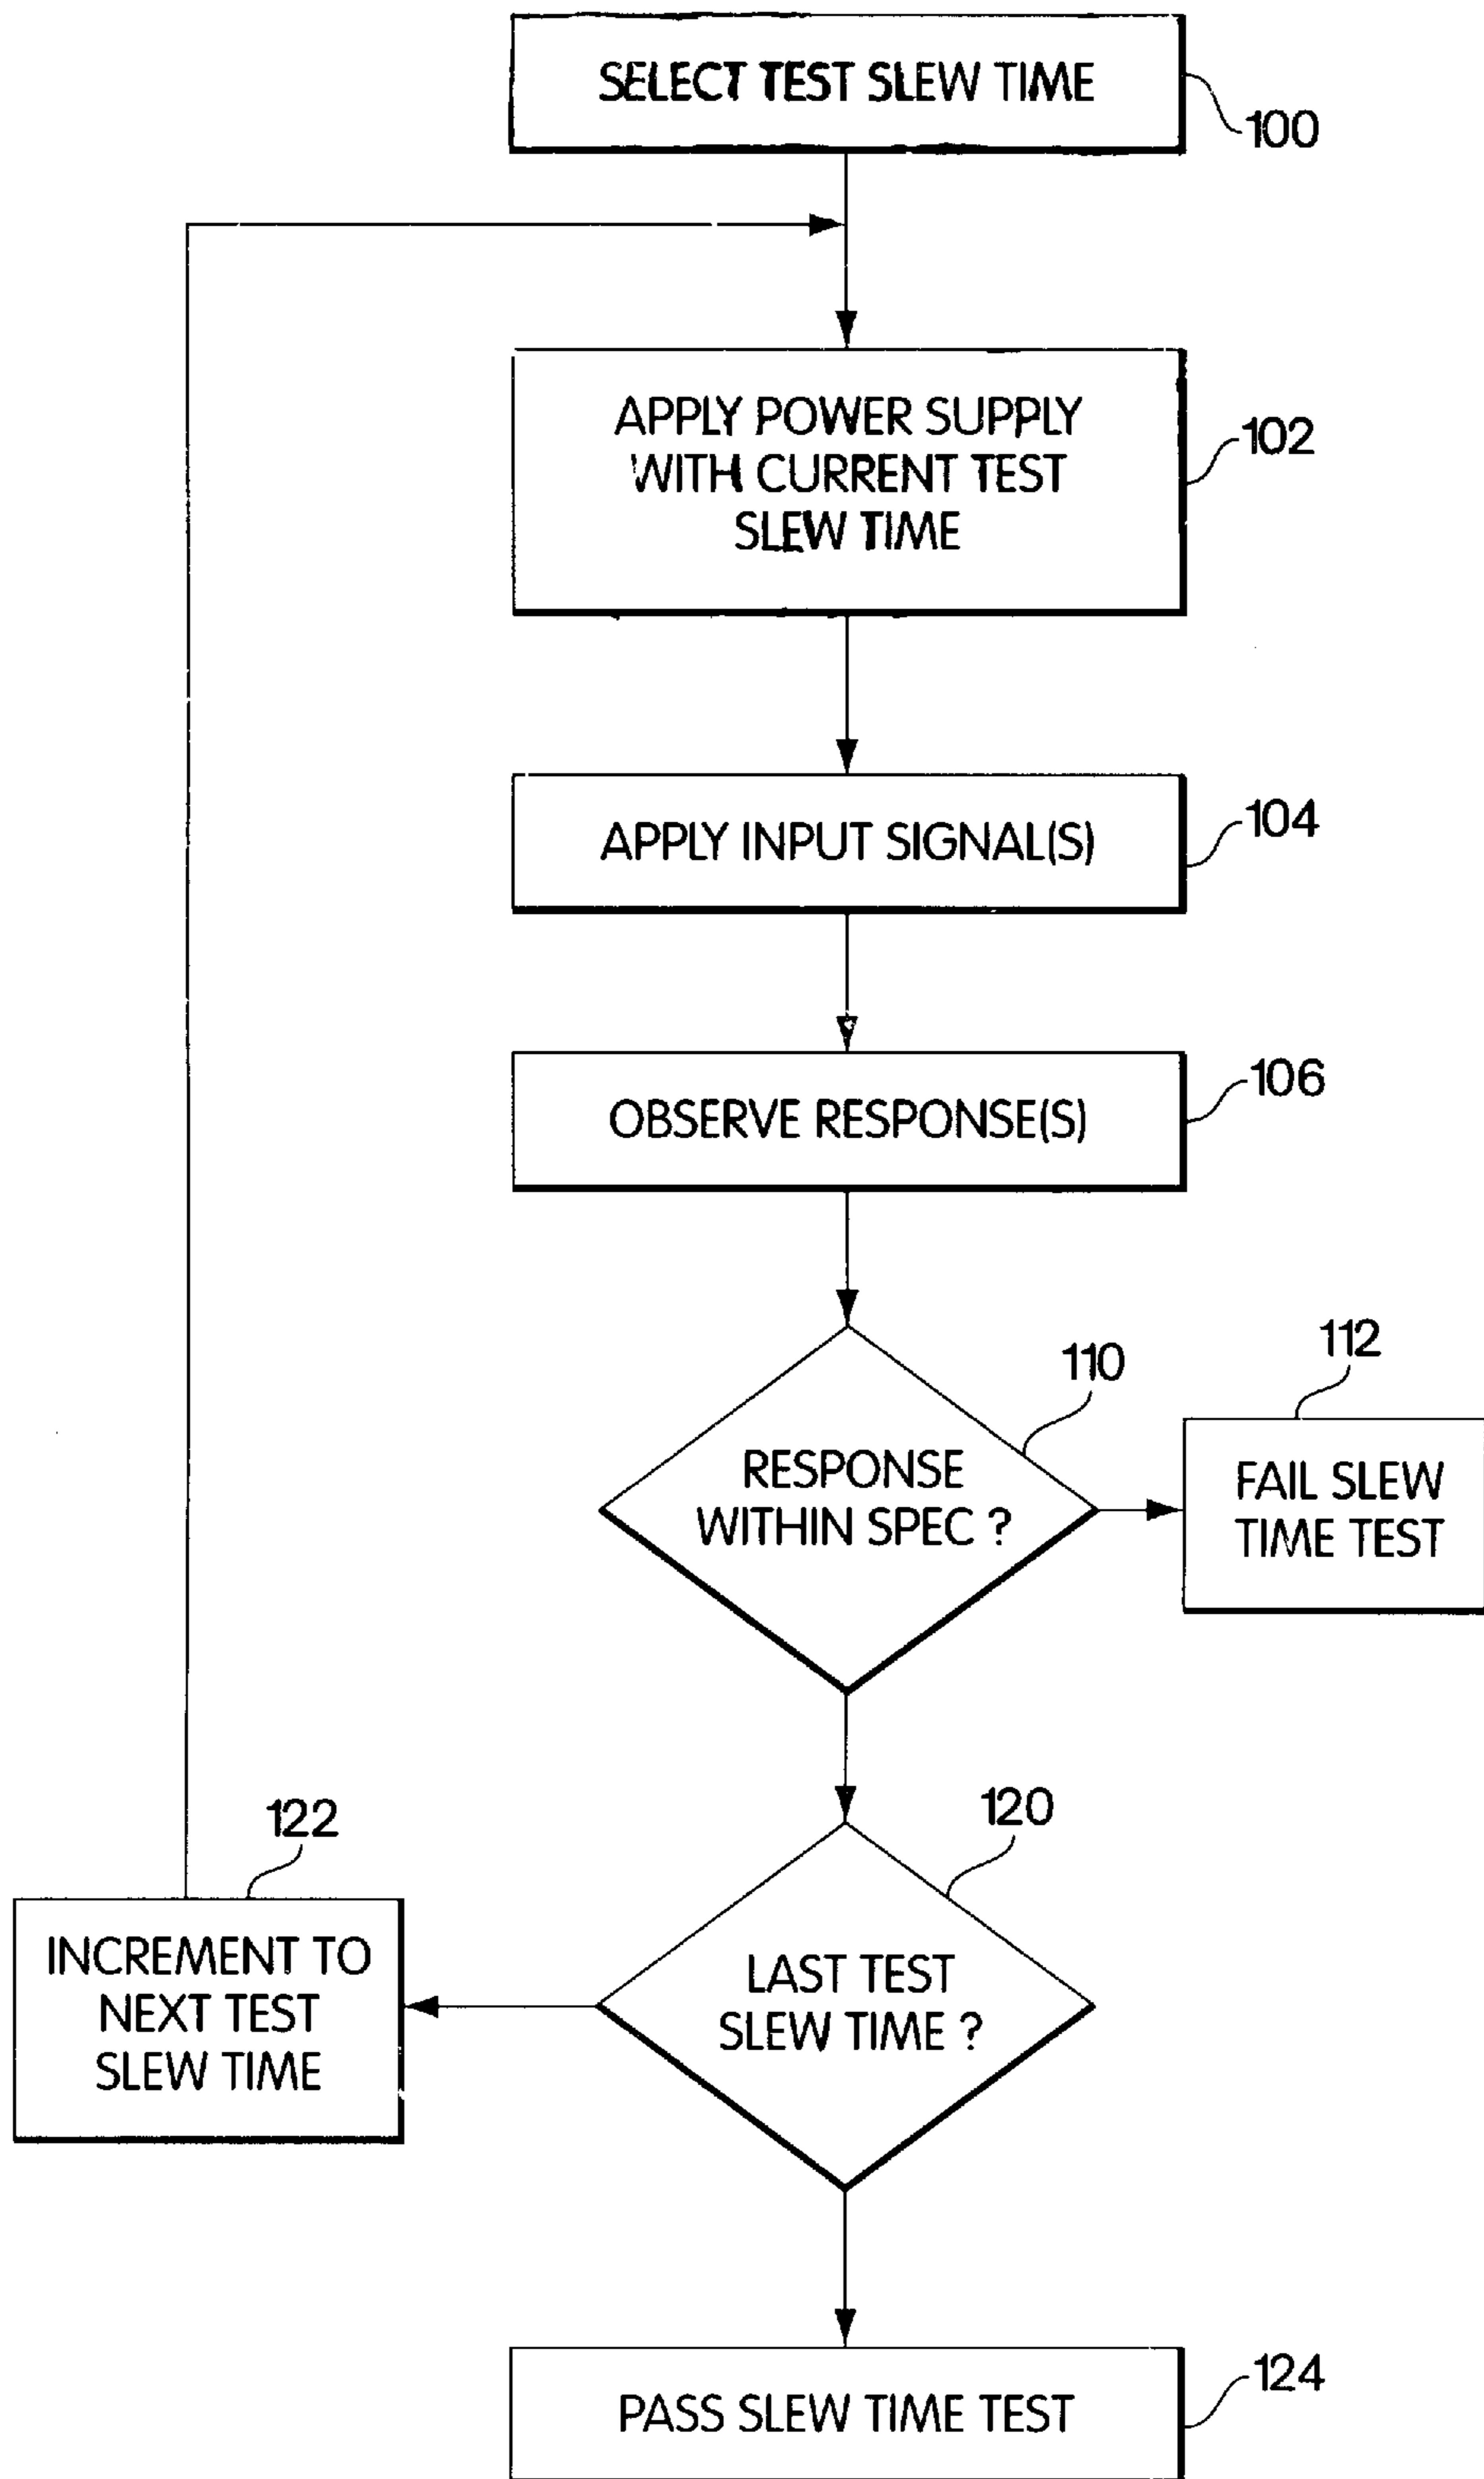 SELECT TEST SLEW TIME
100
APPLY POWER SUPPLY
WITH CURRENT TEST
SLEW TIME
102
APPLY INPUT SIGNAL(S)
104
OBSERVE RESPONSE(S)
106
110
RESPONSE
WITHIN SPEC ?
112
FAIL SLEW
TIME TEST
120
LAST TEST
SLEW TIME ?
122
INCREMENT TO
NEXT TEST
SLEW TIME
PASS SLEW TIME TEST
124